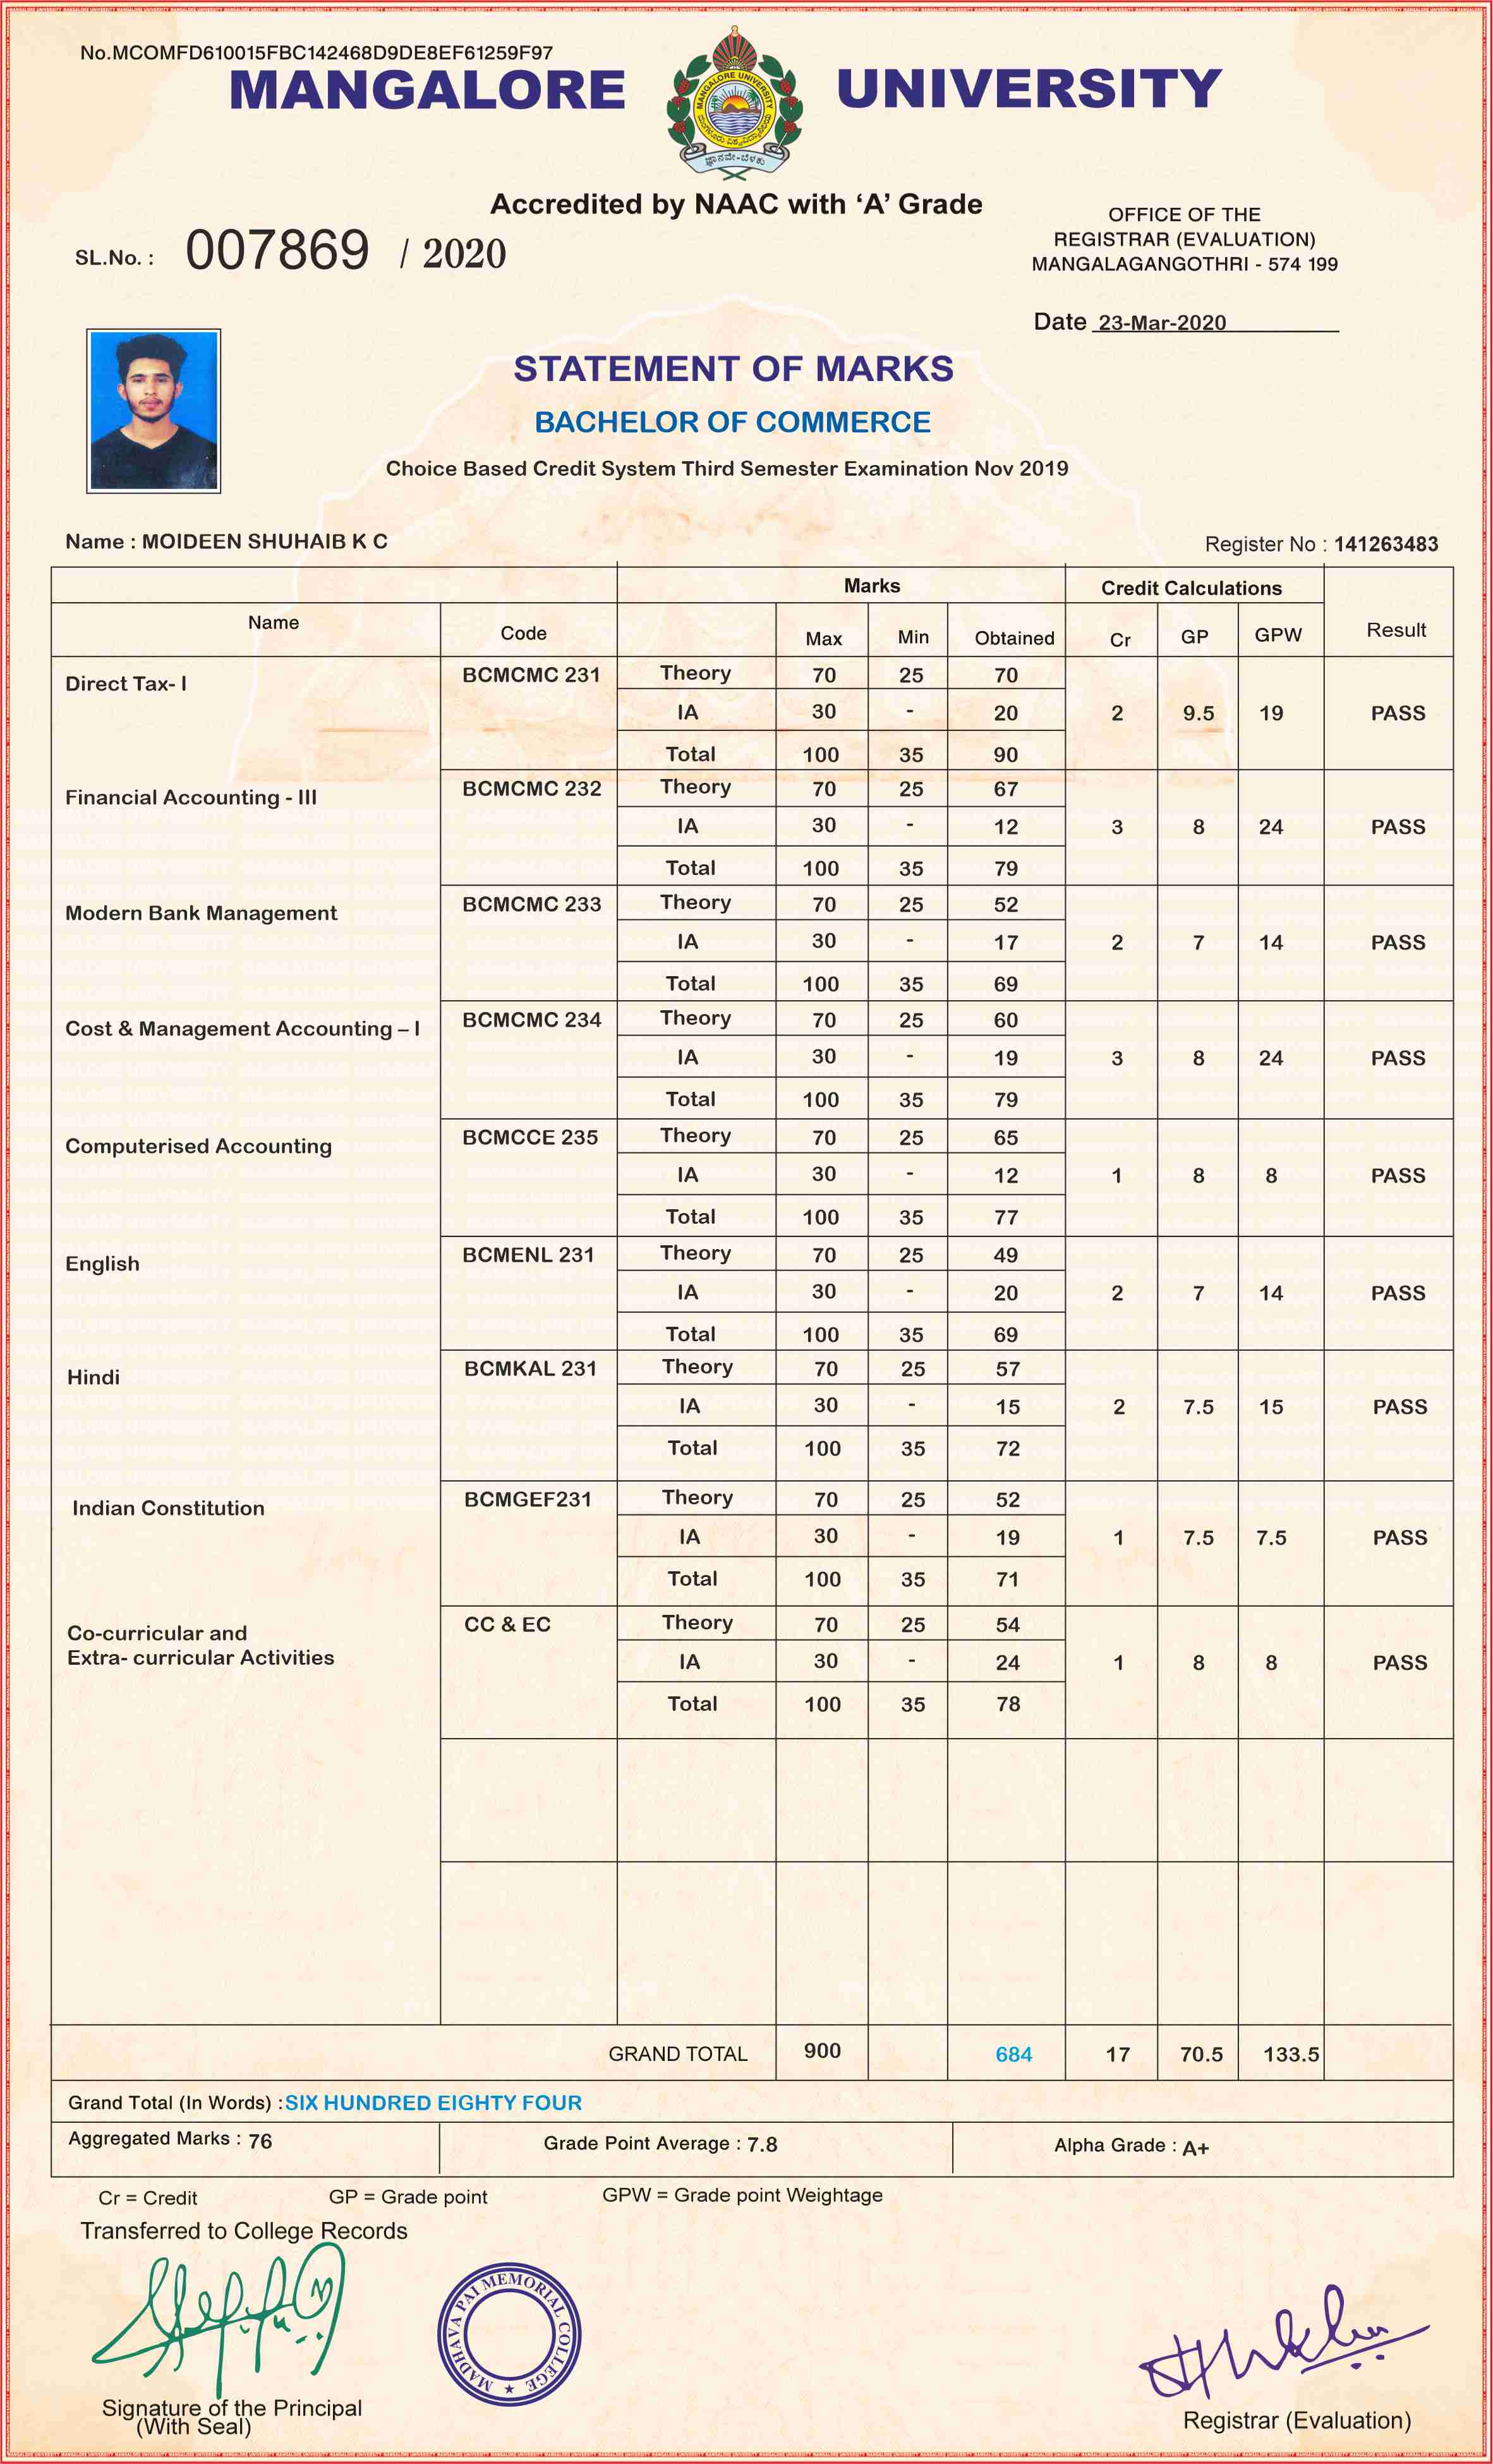 No.MCOMFD610015FBC142468D9DE8EF61259F97
MANGALORE UNIVERSITY
MANGALORE UNIVERSITY
ಮಂಗಳೂರು ವಿಶ್ವವಿದ್ಯಾನಿಲಯ
ಜ್ಞಾನವೇ-ಬೆಳಕು
Accredited by NAAC with ‘A’ Grade
OFFICE OF THE
REGISTRAR (EVALUATION)
MANGALAGANGOTHRI - 574 199
SL.No. : 007869 / 2020
Date 23-Mar-2020
STATEMENT OF MARKS
BACHELOR OF COMMERCE
Choice Based Credit System Third Semester Examination Nov 2019
Name : MOIDEEN SHUHAIB K C Register No : 141263483
Marks Credit Calculations
Name Code Max Min Obtained Cr GP GPW Result
Direct Tax- I BCMCMC 231 Theory 70 25 70
IA 30 - 20 2 9.5 19 PASS
Total 100 35 90
Financial Accounting - III BCMCMC 232 Theory 70 25 67
IA 30 - 12 3 8 24 PASS
Total 100 35 79
Modern Bank Management BCMCMC 233 Theory 70 25 52
IA 30 - 17 2 7 14 PASS
Total 100 35 69
Cost & Management Accounting – I BCMCMC 234 Theory 70 25 60
IA 30 - 19 3 8 24 PASS
Total 100 35 79
Computerised Accounting BCMCCE 235 Theory 70 25 65
IA 30 - 12 1 8 8 PASS
Total 100 35 77
English BCMENL 231 Theory 70 25 49
IA 30 - 20 2 7 14 PASS
Total 100 35 69
Hindi BCMKAL 231 Theory 70 25 57
IA 30 - 15 2 7.5 15 PASS
Total 100 35 72
Indian Constitution BCMGEF231 Theory 70 25 52
IA 30 - 19 1 7.5 7.5 PASS
Total 100 35 71
Co-curricular and CC & EC Theory 70 25 54
Extra- curricular Activities IA 30 - 24 1 8 8 PASS
Total 100 35 78
GRAND TOTAL 900 684 17 70.5 133.5
Grand Total (In Words) : SIX HUNDRED EIGHTY FOUR
Aggregated Marks : 76 Grade Point Average : 7.8 Alpha Grade : A+
Cr = Credit GP = Grade point GPW = Grade point Weightage
Transferred to College Records
MADHAVA PAI MEMORIAL COLLEGE
Signature of the Principal
(With Seal)
Registrar (Evaluation)